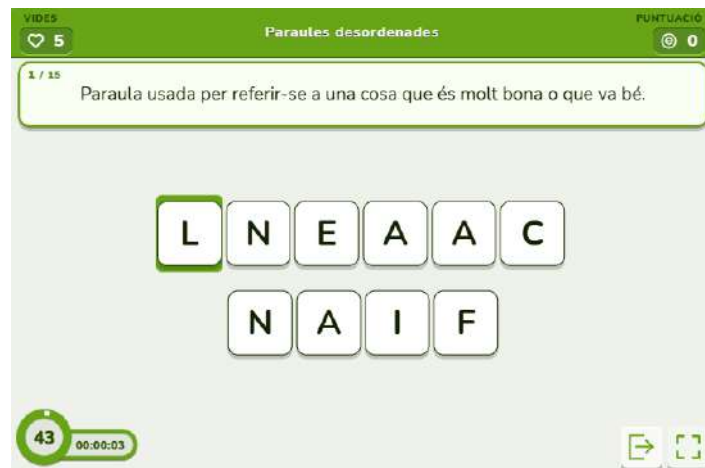 VIDES
5
Paraules desordenades
PUNTUACIÓ
0
1 / 15
Paraula usada per referir-se a una cosa que és molt bona o que va bé.
L N E A A C
N A I F
43
00:00:03